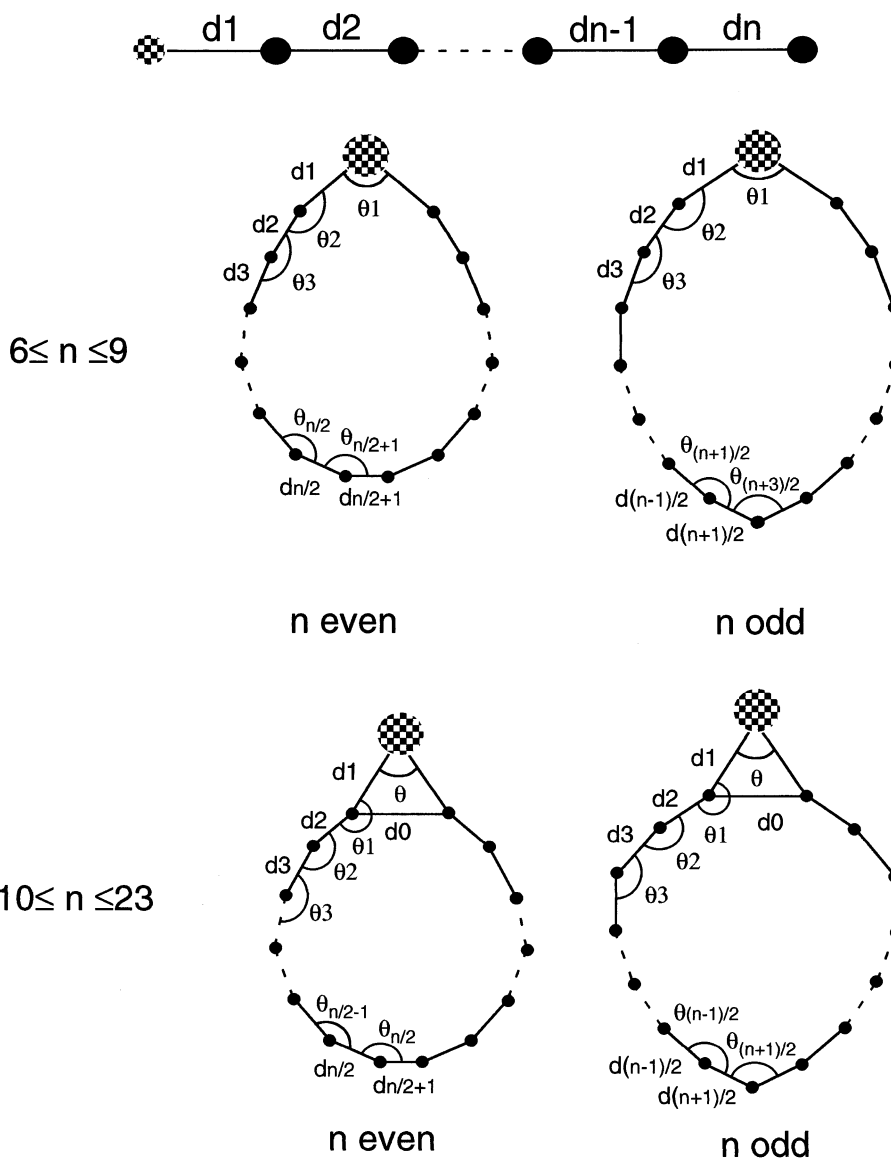 d1 d2 dn-1 dn
d1 d1
θ1 θ1
d2 d2
θ2 θ2
d3 d3
θ3 θ3
6≤ n ≤9
θn/2 θn/2+1 θ(n+1)/2 θ(n+3)/2
dn/2 dn/2+1 d(n-1)/2 d(n+1)/2
n even n odd
d1 d1
θ θ
d2 d0 d2 d0
θ1 θ1
d3 d3
θ2 θ2
θ3 θ3
10≤ n ≤23
θn/2-1 θn/2 θ(n-1)/2 θ(n+1)/2
dn/2 dn/2+1 d(n-1)/2 d(n+1)/2
n even n odd